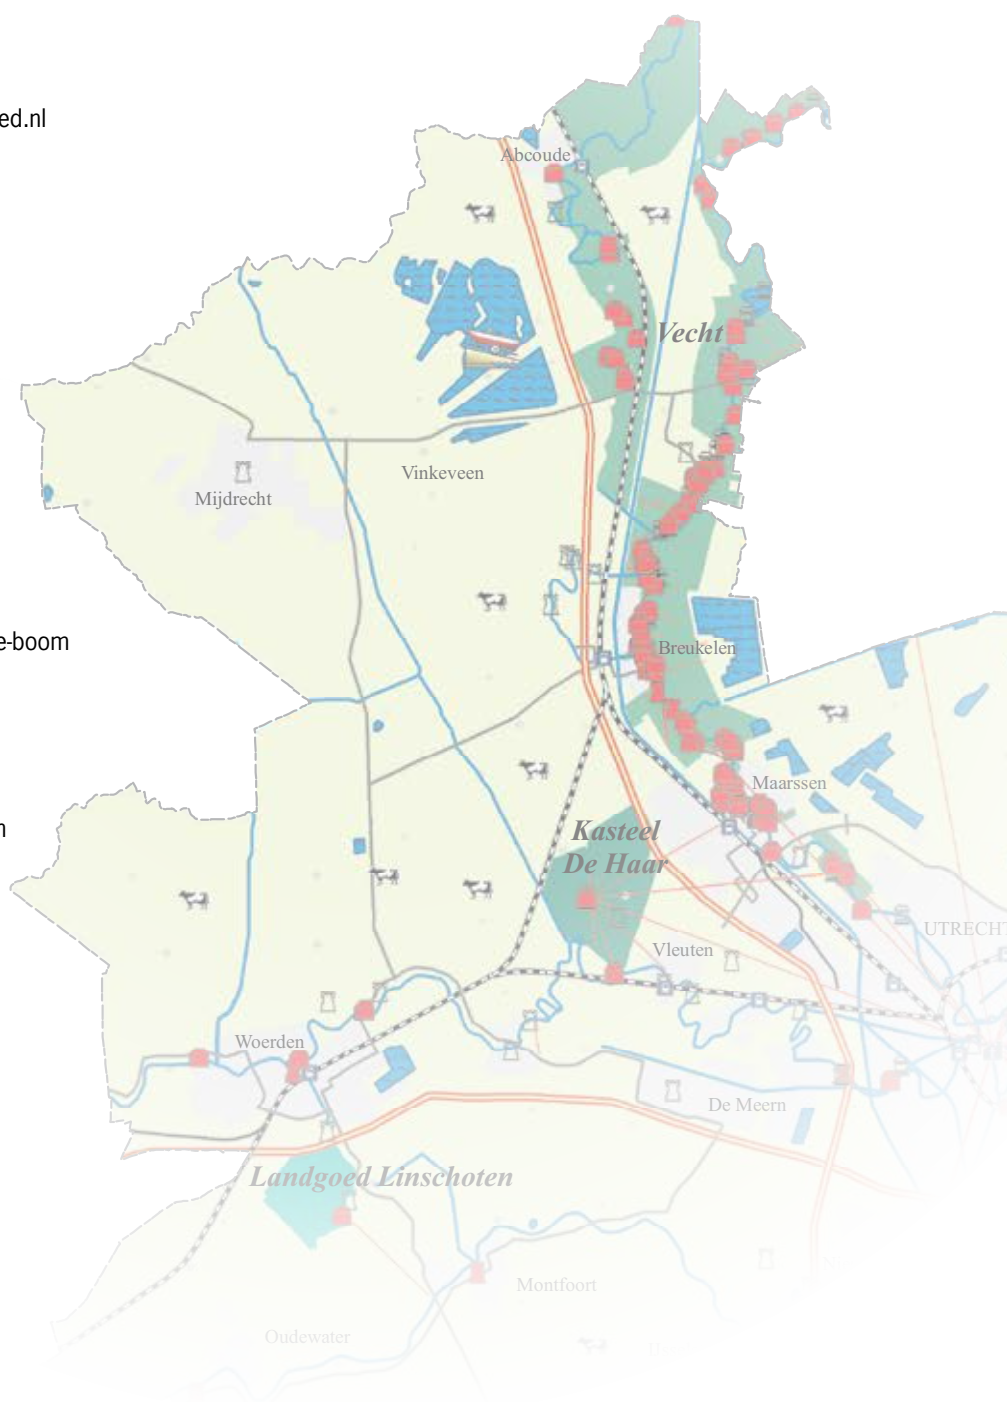 ed.nl
Abcoude
Vecht
Vinkeveen
Mijdrecht
e-boom
Breukelen
Maarssen
Kasteel
De Haar
UTRECHT
Vleuten
Woerden
De Meern
Landgoed Linschoten
Montfoort
Oudewater